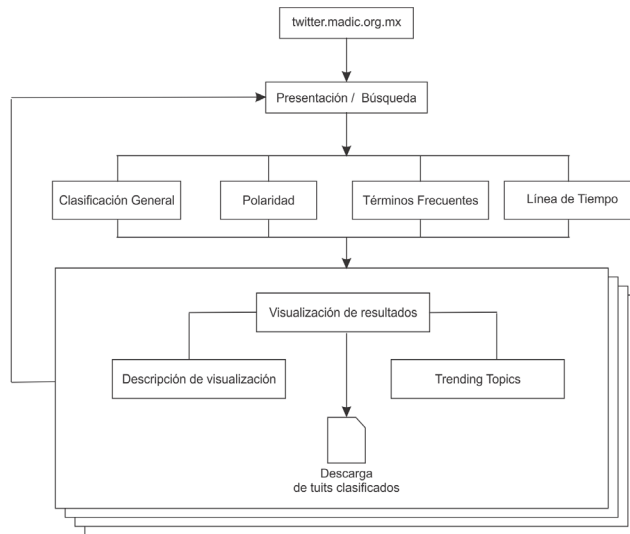 twitter.madic.org.mx
Presentación / Búsqueda
Clasificación General
Polaridad
Términos Frecuentes
Línea de Tiempo
Visualización de resultados
Descripción de visualización
Trending Topics
Descarga
de tuits clasificados